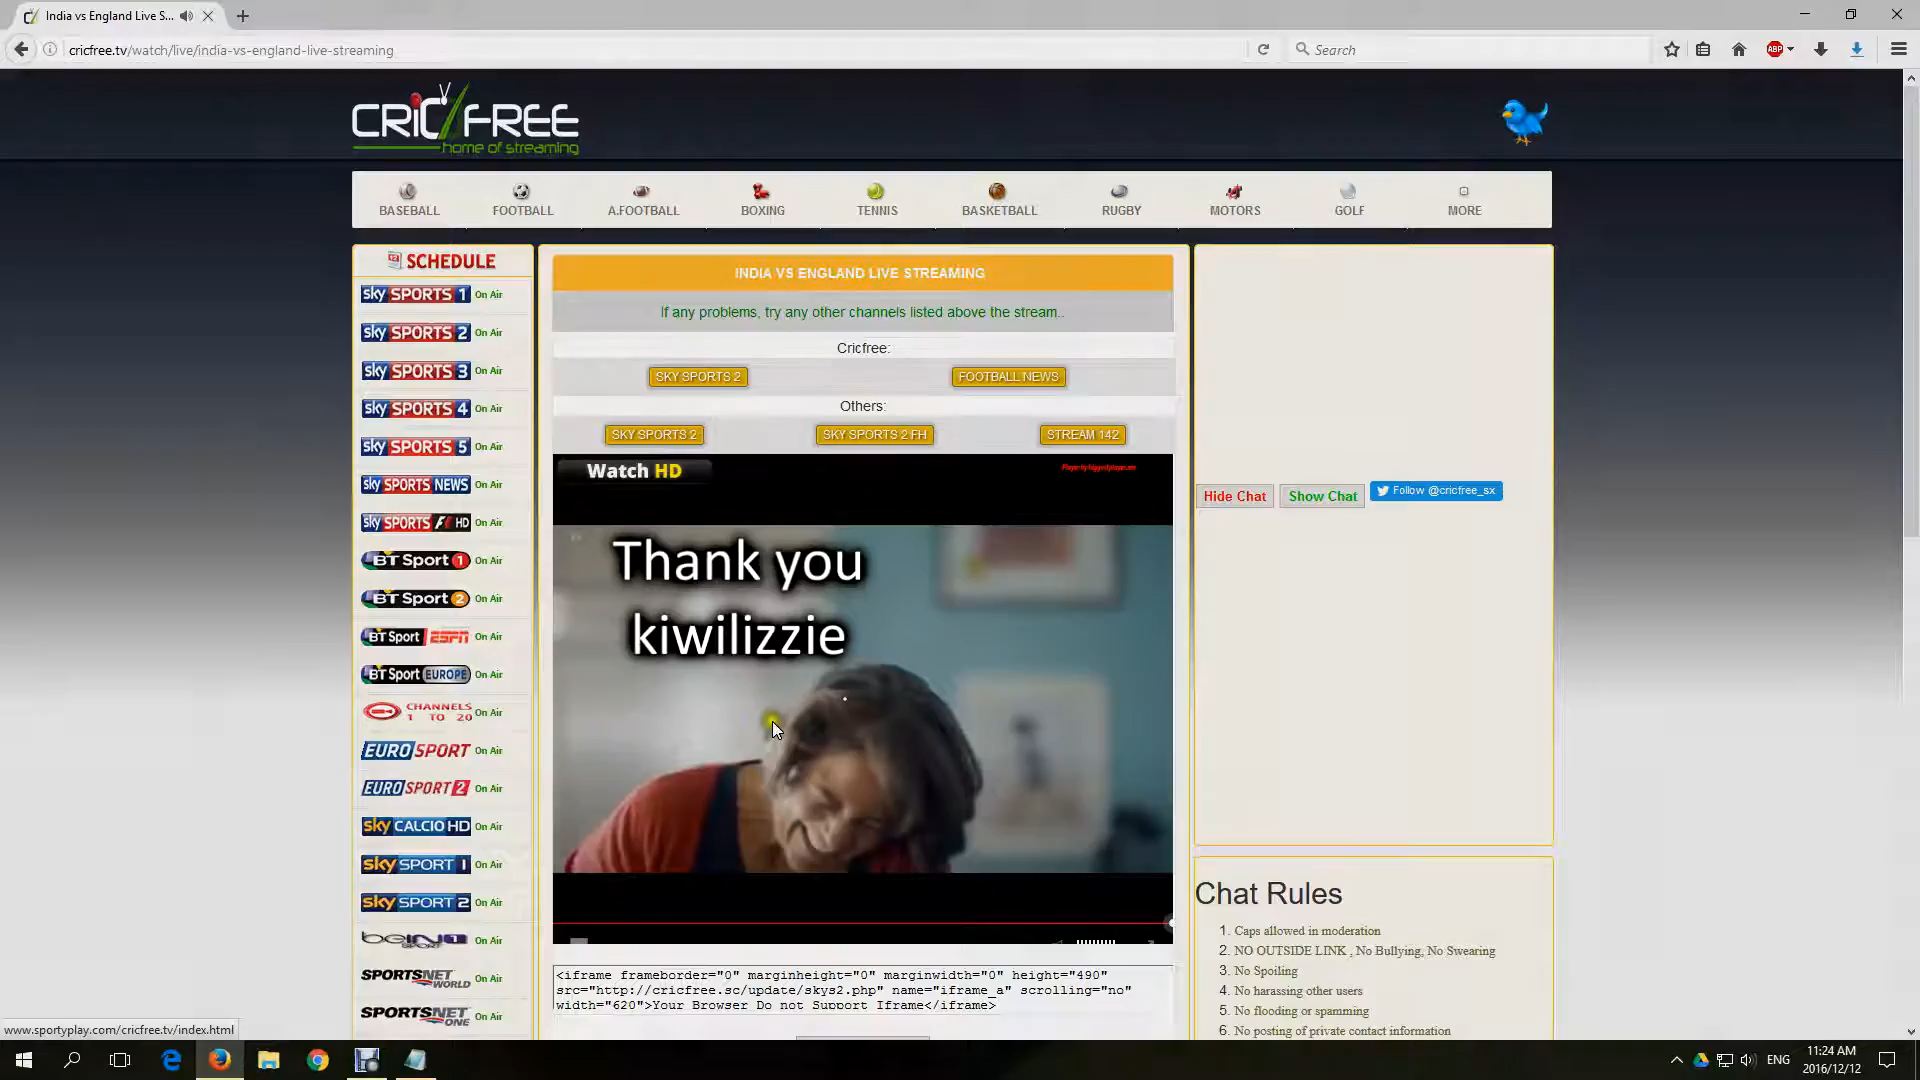 India vs England Live S...
cricfree.tv/watch/live/india-vs-england-live-streaming
Search
ABP
CRIC FREE
home of streaming
BASEBALL
FOOTBALL
A.FOOTBALL
BOXING
TENNIS
BASKETBALL
RUGBY
MOTORS
GOLF
MORE
SCHEDULE
sky SPORTS 1 On Air
sky SPORTS 2 On Air
sky SPORTS 3 On Air
sky SPORTS 4 On Air
sky SPORTS 5 On Air
sky SPORTS NEWS On Air
sky SPORTS F1 HD On Air
BT Sport 1 On Air
BT Sport 2 On Air
BT Sport ESPN On Air
BT Sport EUROPE On Air
CHANNELS 1 TO 20 On Air
EUROSPORT On Air
EUROSPORT 2 On Air
sky CALCIO HD On Air
sky SPORT 1 On Air
sky SPORT 2 On Air
beIN SPORT 1 On Air
SPORTSNET WORLD On Air
SPORTSNET ONE On Air
INDIA VS ENGLAND LIVE STREAMING
If any problems, try any other channels listed above the stream..
Cricfree:
SKY SPORTS 2
FOOTBALL NEWS
Others:
SKY SPORTS 2
SKY SPORTS 2 FH
STREAM 142
Watch HD
Thank you
kiwilizzie
<iframe frameborder="0" marginheight="0" marginwidth="0" height="490"
src="http://cricfree.sc/update/skys2.php" name="iframe_a" scrolling="no"
width="620">Your Browser Do not Support Iframe</iframe>
Hide Chat
Show Chat
Follow @cricfree_sx
Chat Rules
1. Caps allowed in moderation
2. NO OUTSIDE LINK , No Bullying, No Swearing
3. No Spoiling
4. No harassing other users
5. No flooding or spamming
6. No posting of private contact information
www.sportyplay.com/cricfree.tv/index.html
ENG
11:24 AM
2016/12/12